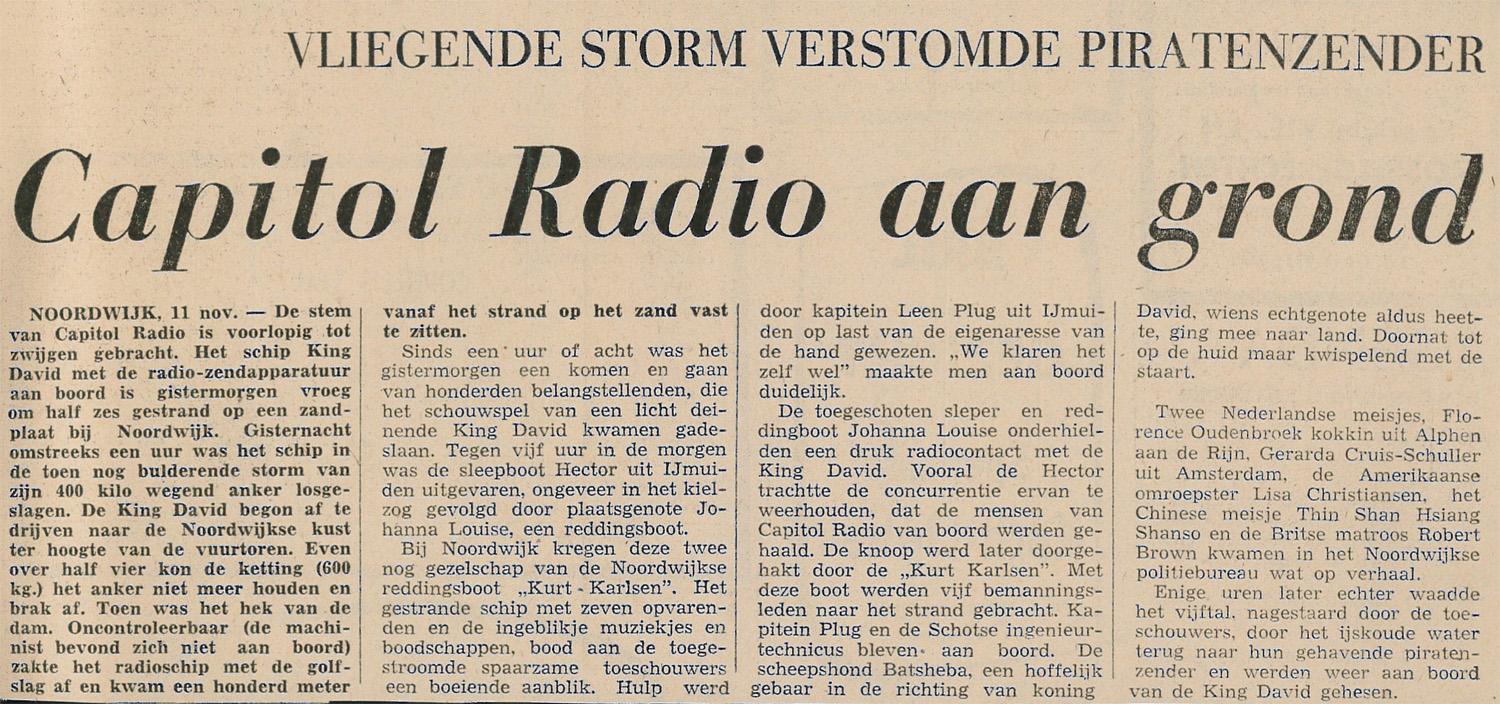 VLIEGENDE STORM VERSTOMDE PIRATENZENDER
Capitol Radio aan grond
NOORDWIJK, 11 nov. — De stem
van Capitol Radio is voorlopig tot
zwijgen gebracht. Het schip King
David met de radio-zendapparatuur
aan boord is gistermorgen vroeg
om half zes gestrand op een zand-
plaat bij Noordwijk. Gisternacht
omstreeks een uur was het schip in
de toen nog bulderende storm van
zijn 400 kilo wegend anker losge-
slagen. De King David begon af te
drijven naar de Noordwijkse kust
ter hoogte van de vuurtoren. Even
over half vier kon de ketting (600
kg.) het anker niet meer houden en
brak af. Toen was het hek van de
dam. Oncontroleerbaar (de machi-
nist bevond zich niet aan boord)
zakte het radioschip met de golf-
slag af en kwam een honderd meter
vanaf het strand op het zand vast
te zitten.
Sinds een uur of acht was het
gistermorgen een komen en gaan
van honderden belangstellenden, die
het schouwspel van een licht dei-
nende King David kwamen gade-
slaan. Tegen vijf uur in de morgen
was de sleepboot Hector uit IJmui-
den uitgevaren, ongeveer in het kiel-
zog gevolgd door plaatsgenote Jo-
hanna Louise, een reddingsboot.
Bij Noordwijk kregen deze twee
nog gezelschap van de Noordwijkse
reddingsboot „Kurt-Karlsen”. Het
gestrande schip met zeven opvaren-
den en de ingeblikje muziekjes en
boodschappen, bood aan de toege-
stroomde spaarzame toeschouwers
een boeiende aanblik. Hulp werd
door kapitein Leen Plug uit IJmui-
den op last van de eigenaresse van
de hand gewezen. „We klaren het
zelf wel” maakte men aan boord
duidelijk.
De toegeschoten sleper en red-
dingboot Johanna Louise onderhiel-
den een druk radiocontact met de
King David. Vooral de Hector
trachtte de concurrentie ervan te
weerhouden, dat de mensen van
Capitol Radio van boord werden ge-
haald. De knoop werd later doorge-
hakt door de „Kurt Karlsen”. Met
deze boot werden vijf bemannings-
leden naar het strand gebracht. Ka-
pitein Plug en de Schotse ingenieur-
technicus bleven aan boord. De
scheepshond Batsheba, een hoffelijk
gebaar in de richting van koning
David, wiens echtgenote aldus heet-
te, ging mee naar land. Doornat tot
op de huid maar kwispelend met de
staart.
Twee Nederlandse meisjes, Flo-
rence Oudenbroek kokkin uit Alphen
aan de Rijn, Gerarda Cruis-Schuller
uit Amsterdam, de Amerikaanse
omroepster Lisa Christiansen, het
Chinese meisje Thin Shan Hsiang
Shanso en de Britse matroos Robert
Brown kwamen in het Noordwijkse
politiebureau wat op verhaal.
Enige uren later echter waadde
het vijftal, nagestaard door de toe-
schouwers, door het ijskoude water
terug naar hun gehavende piraten-
zender en werden weer aan boord
van de King David gehesen.